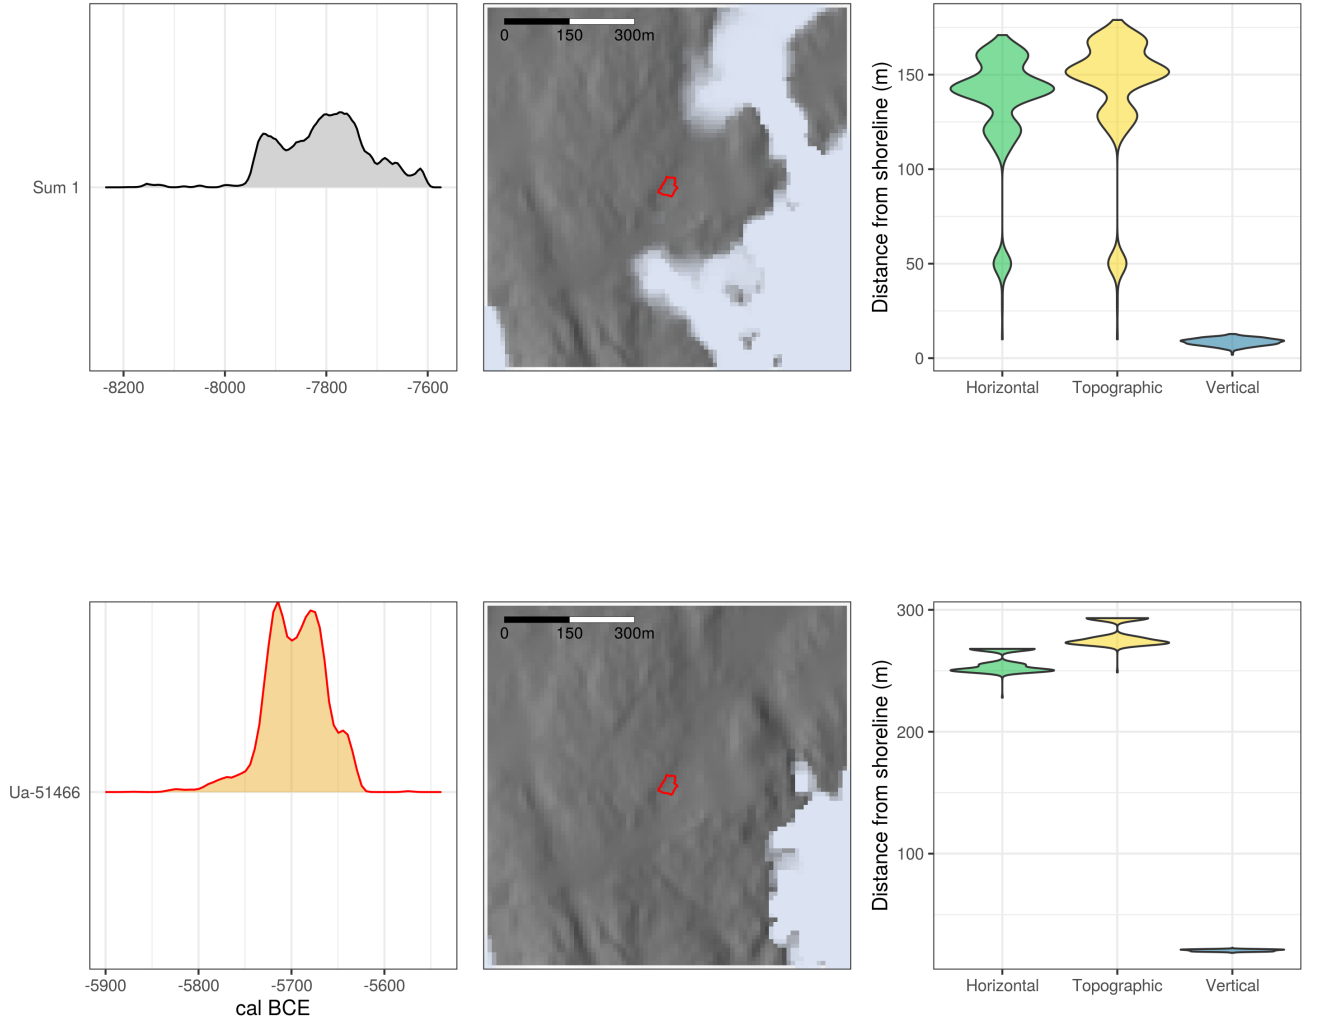 Sum 1
-8200 -8000 -7800 -7600
0 150 300m
Distance from shoreline (m)
150
100
50
0
Horizontal Topographic Vertical
Ua-51466
-5900 -5800 -5700 -5600
cal BCE
0 150 300m
Distance from shoreline (m)
300
200
100
Horizontal Topographic Vertical